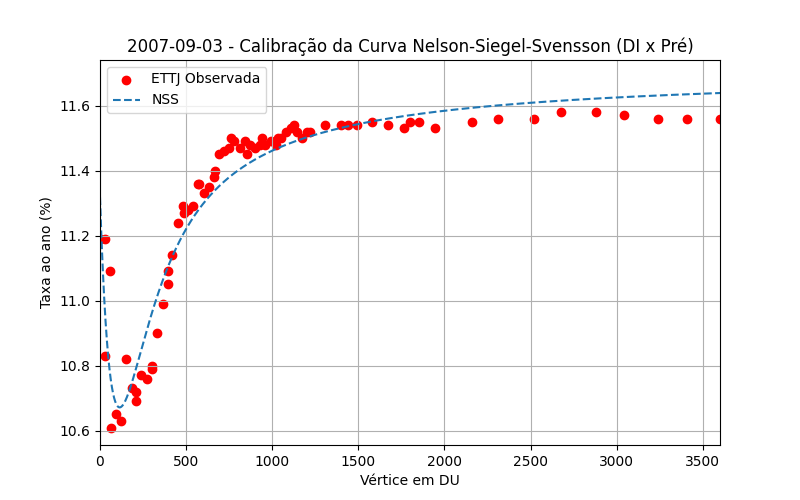 2007-09-03 - Calibração da Curva Nelson-Siegel-Svensson (DI x Pré)
ETTJ Observada
NSS
Taxa ao ano (%)
11.6
11.4
11.2
11.0
10.8
10.6
0 500 1000 1500 2000 2500 3000 3500
Vértice em DU